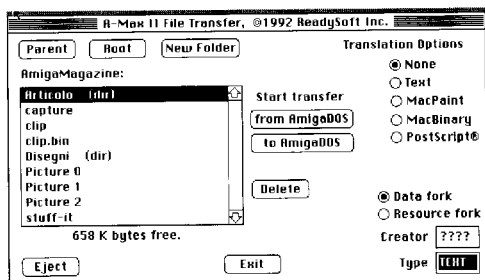 A-Max II File Transfer, ©1992 ReadySoft Inc.
Parent Root New Folder
AmigaMagazine:
Articolo (dir)
capture
clip
clip.bin
Disegni (dir)
Picture 0
Picture 1
Picture 2
stuff-it
658 K bytes free.
Eject
Start transfer
from AmigaDOS
to AmigaDOS
Delete
Exit
Translation Options
None
Text
MacPaint
MacBinary
PostScript®
Data fork
Resource fork
Creator ????
Type TEXT